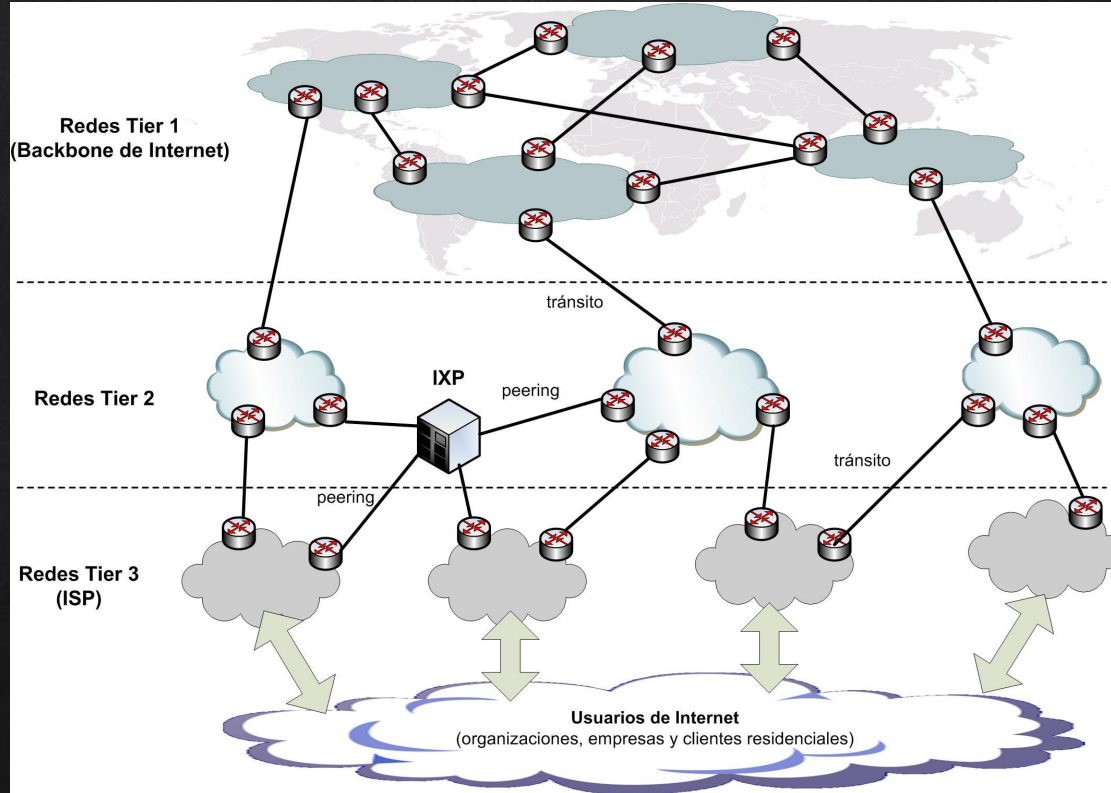 Redes Tier 1
(Backbone de Internet)
tránsito
IXP
peering
Redes Tier 2
tránsito
peering
Redes Tier 3
(ISP)
Usuarios de Internet
(organizaciones, empresas y clientes residenciales)